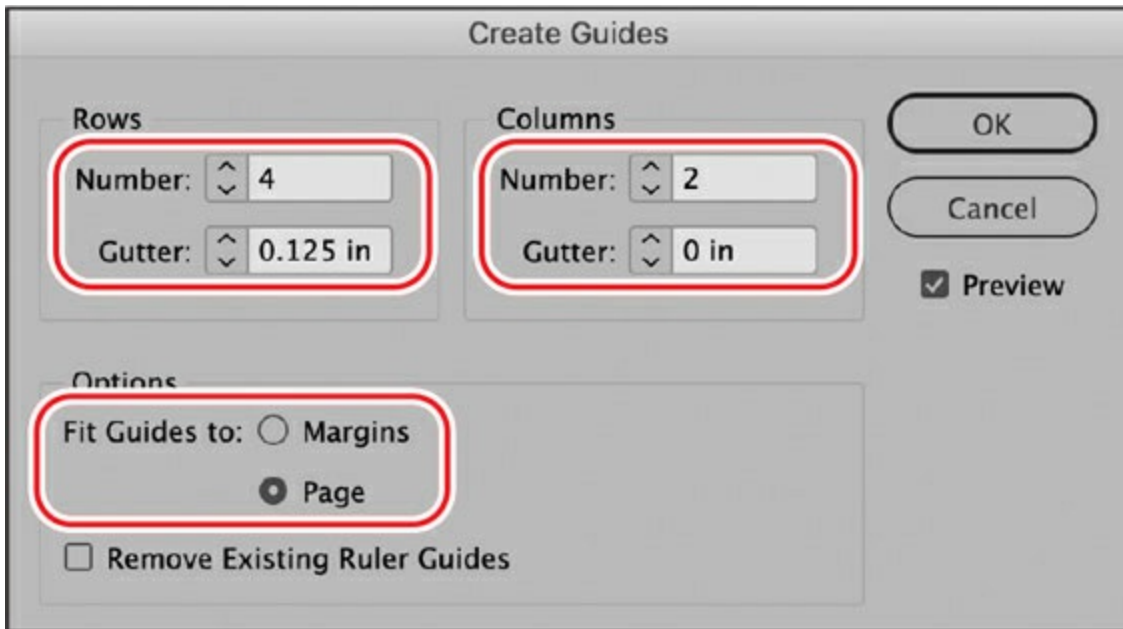 Create Guides
Rows
Number: 4
Gutter: 0.125 in
Columns
Number: 2
Gutter: 0 in
OK
Cancel
Preview
Options
Fit Guides to: Margins
Page
Remove Existing Ruler Guides